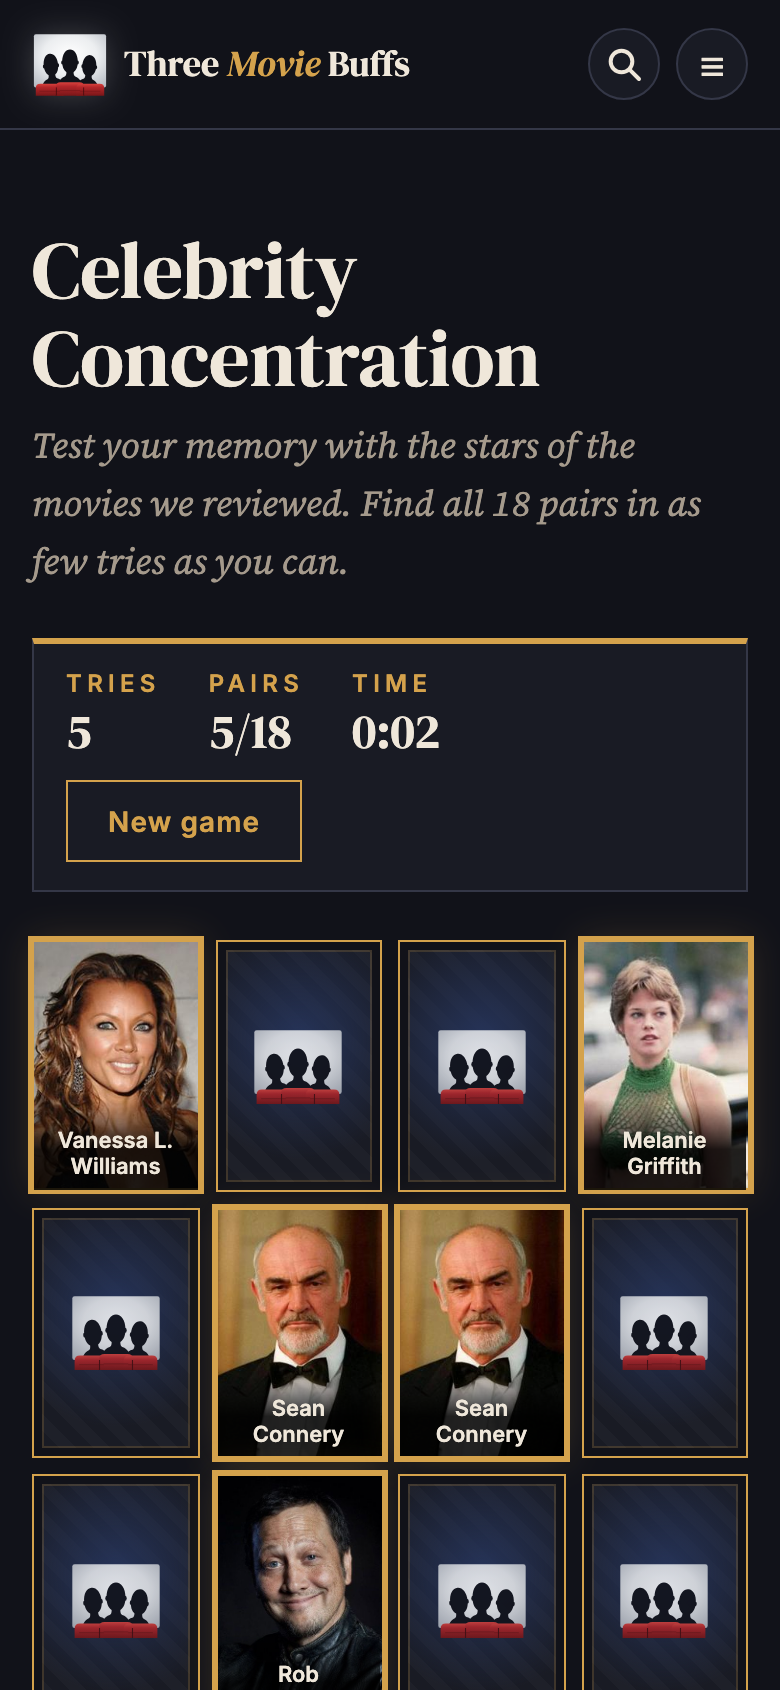 Three Movie Buffs
Celebrity
Concentration
Test your memory with the stars of the
movies we reviewed. Find all 18 pairs in as
few tries as you can.
TRIES PAIRS TIME
5 5/18 0:02
New game
Vanessa L.
Williams
Melanie
Griffith
Sean
Connery
Sean
Connery
Rob